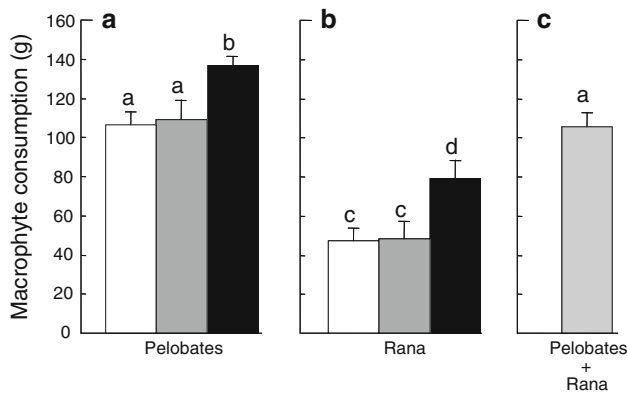 a
b
c
Macrophyte consumption (g)
160
140
120
100
80
60
40
20
0
a
a
b
c
c
d
a
Pelobates
Rana
Pelobates
+
Rana